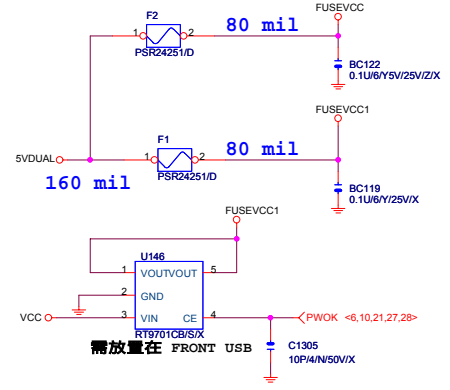 F2
80 mil
FUSEVCC
1 2
PSR24251/D
BC122
0.1U/6/Y5V/25V/Z/X
FUSEVCC1
F1
80 mil
5VDUAL
1 2
PSR24251/D
160 mil
BC119
0.1U/6/Y/25V/X
FUSEVCC1
U146
1 VOUT VOUT 5
2 GND
VCC 3 VIN CE 4
PWOK <6,10,21,27,28>
RT9701CB/S/X
需放置在 FRONT USB
C1305
10P/4/N/50V/X